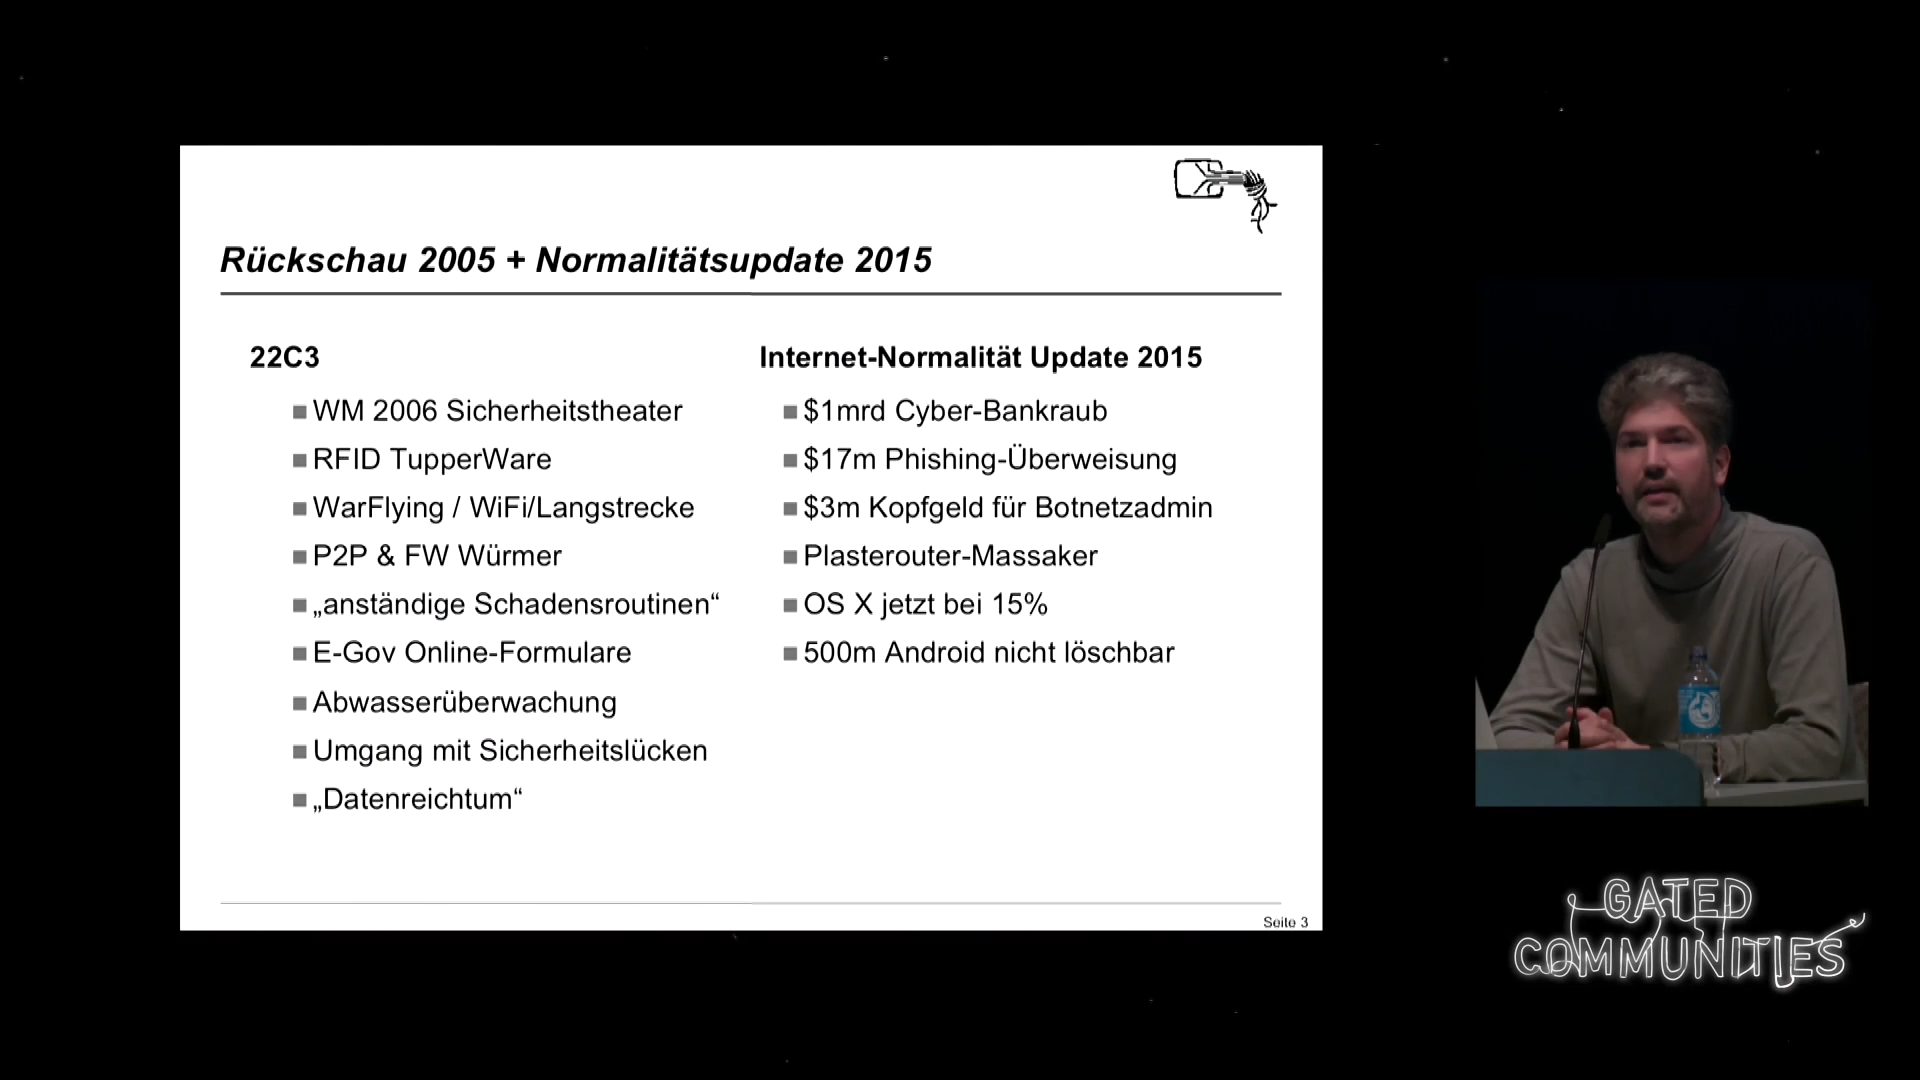 Rückschau 2005 + Normalitätsupdate 2015
22C3
WM 2006 Sicherheitstheater
RFID TupperWare
WarFlying / WiFi/Langstrecke
P2P & FW Würmer
„anständige Schadensroutinen“
E-Gov Online-Formulare
Abwasserüberwachung
Umgang mit Sicherheitslücken
„Datenreichtum“
Internet-Normalität Update 2015
$1mrd Cyber-Bankraub
$17m Phishing-Überweisung
$3m Kopfgeld für Botnetzadmin
Plasterouter-Massaker
OS X jetzt bei 15%
500m Android nicht löschbar
Seite 3
GATED
COMMUNITIES